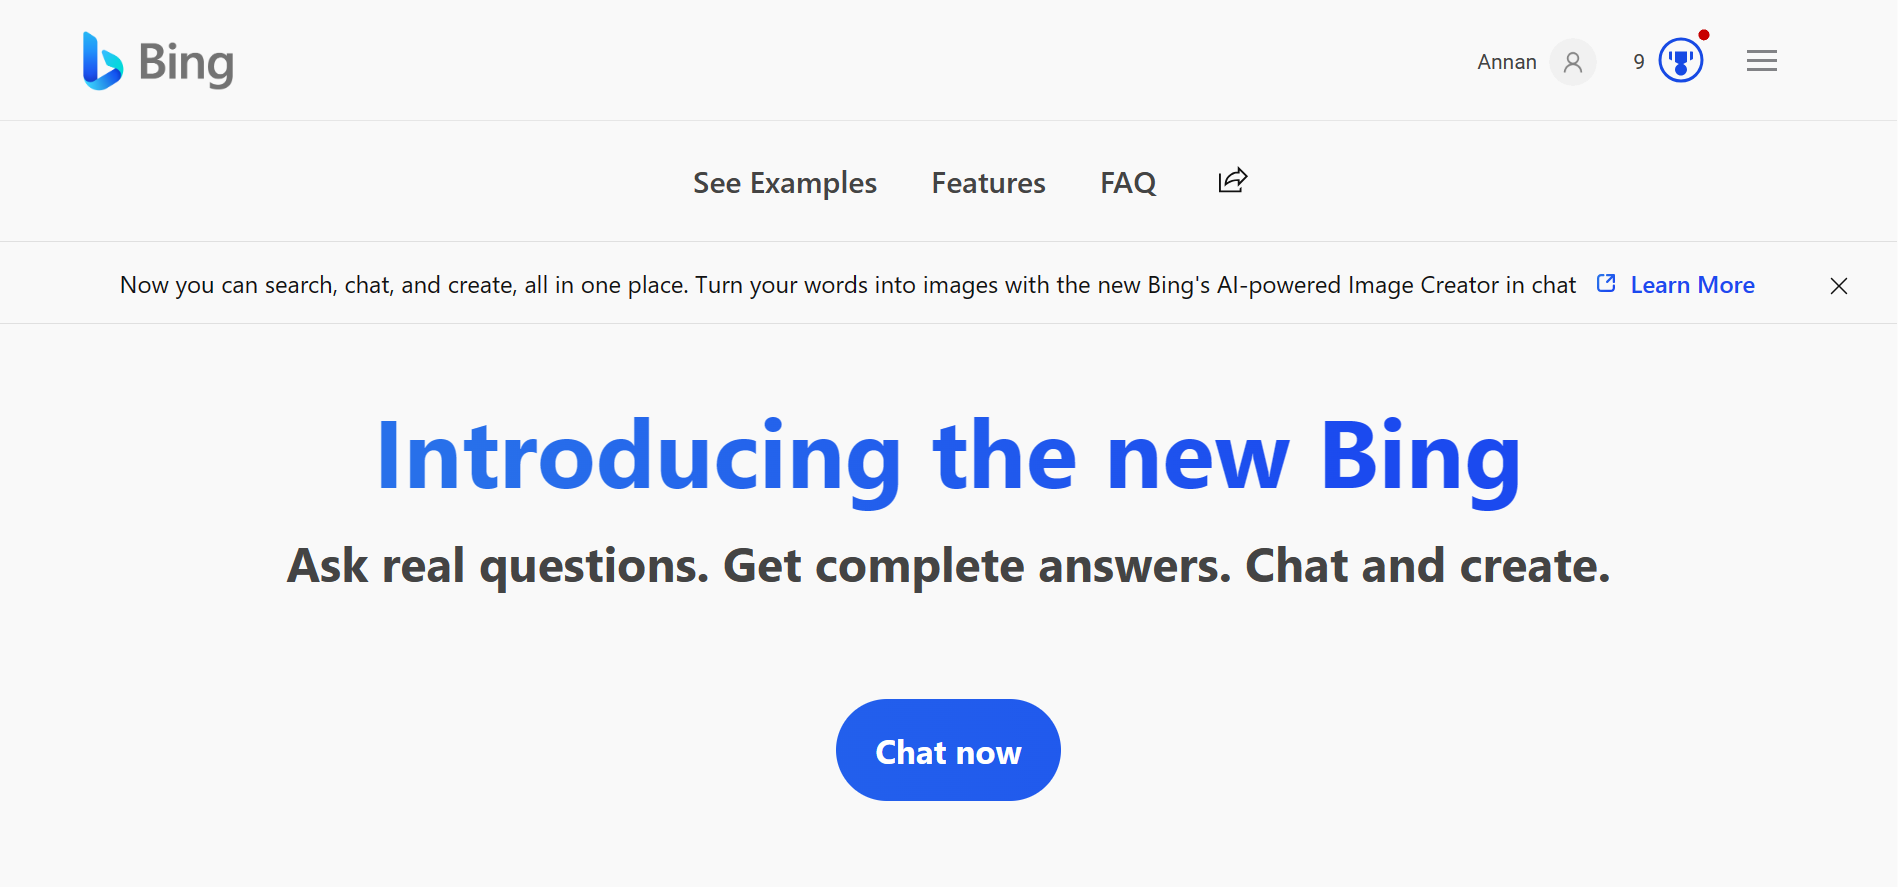 Bing
Annan 9
See Examples Features FAQ
Now you can search, chat, and create, all in one place. Turn your words into images with the new Bing's AI-powered Image Creator in chat Learn More
Introducing the new Bing
Ask real questions. Get complete answers. Chat and create.
Chat now